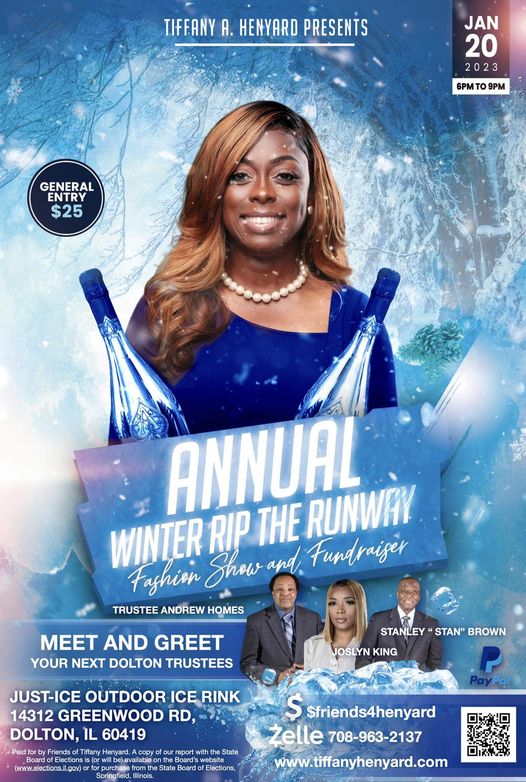 TIFFANY A. HENYARD PRESENTS
JAN
20
2023
6PM TO 9PM
GENERAL
ENTRY
$25
ANNUAL
WINTER RIP THE RUNWAY
Fashion Show and Fundraiser
TRUSTEE ANDREW HOMES
STANLEY “ STAN” BROWN
JOSLYN KING
MEET AND GREET
YOUR NEXT DOLTON TRUSTEES
PayPal
JUST-ICE OUTDOOR ICE RINK
14312 GREENWOOD RD,
DOLTON, IL 60419
$ $friends4henyard
Zelle 708-963-2137
www.tiffanyhenyard.com
Paid for by Friends of Tiffany Henyard. A copy of our report with the State
Board of Elections is (or will be) available on the Board's website
(www.elections.il.gov) or for purchase from the State Board of Elections,
Springfield, Illinois.